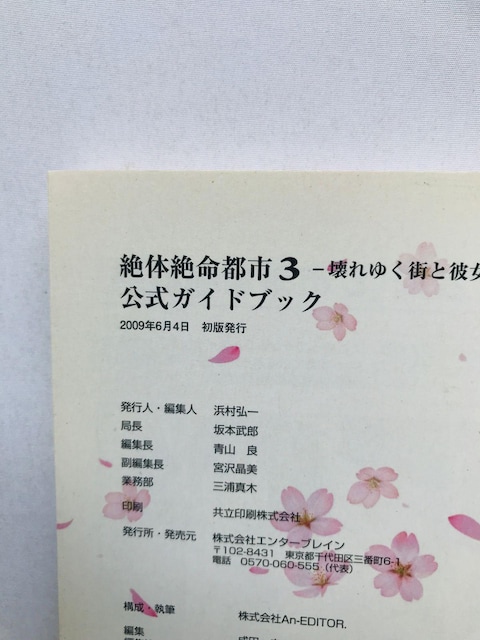 絶体絶命都市3 －壊れゆく街と彼女
公式ガイドブック
2009年6月4日　初版発行
発行人・編集人　浜村弘一
局長　坂本武郎
編集長　青山　良
副編集長　宮沢晶美
業務部　三浦真木
印刷　共立印刷株式会社
発行所・発売元　株式会社エンターブレイン
〒102-8431　東京都千代田区三番町6-1
電話　0570-060-555（代表）
構成・執筆　株式会社An-EDITOR.
編集